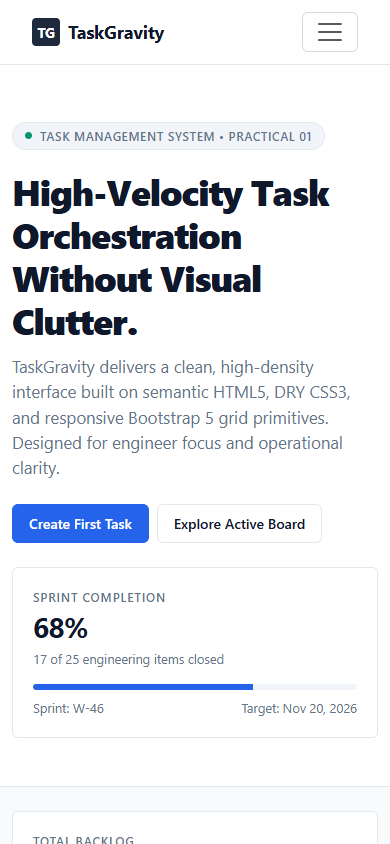 TG TaskGravity
TASK MANAGEMENT SYSTEM • PRACTICAL 01
High-Velocity Task
Orchestration
Without Visual
Clutter.
TaskGravity delivers a clean, high-density
interface built on semantic HTML5, DRY CSS3,
and responsive Bootstrap 5 grid primitives.
Designed for engineer focus and operational
clarity.
Create First Task
Explore Active Board
SPRINT COMPLETION
68%
17 of 25 engineering items closed
Sprint: W-46
Target: Nov 20, 2026
TOTAL BACKLOG